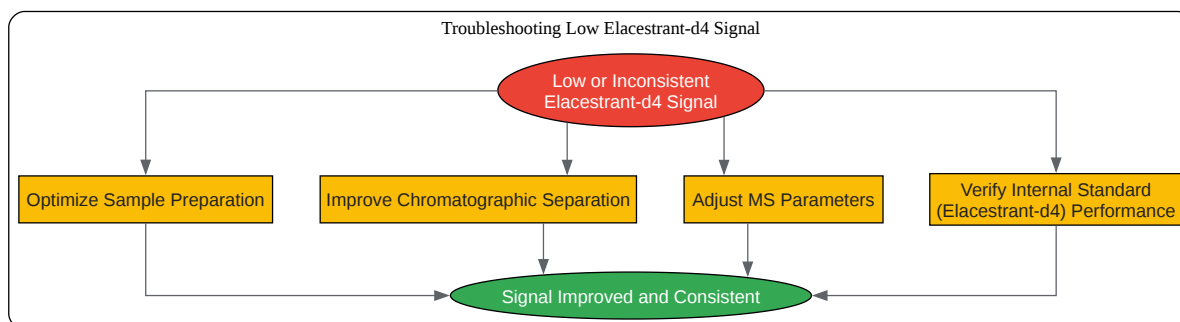 Troubleshooting Low Elacestrant-d4 Signal
Low or Inconsistent
Elacestrant-d4 Signal
Optimize Sample Preparation
Improve Chromatographic Separation
Adjust MS Parameters
Verify Internal Standard
(Elacestrant-d4) Performance
Signal Improved and Consistent